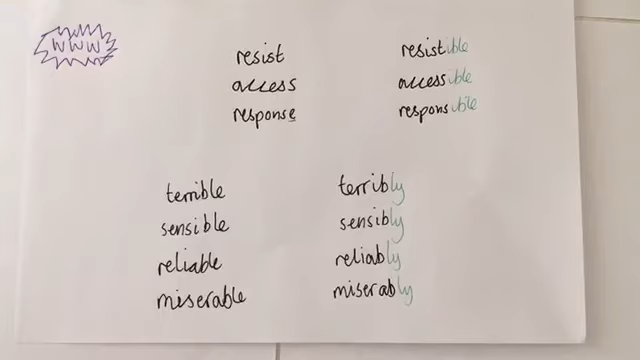 WWW
resist resistible
access accessible
response responsible
terrible terribly
sensible sensibly
reliable reliably
miserable miserably